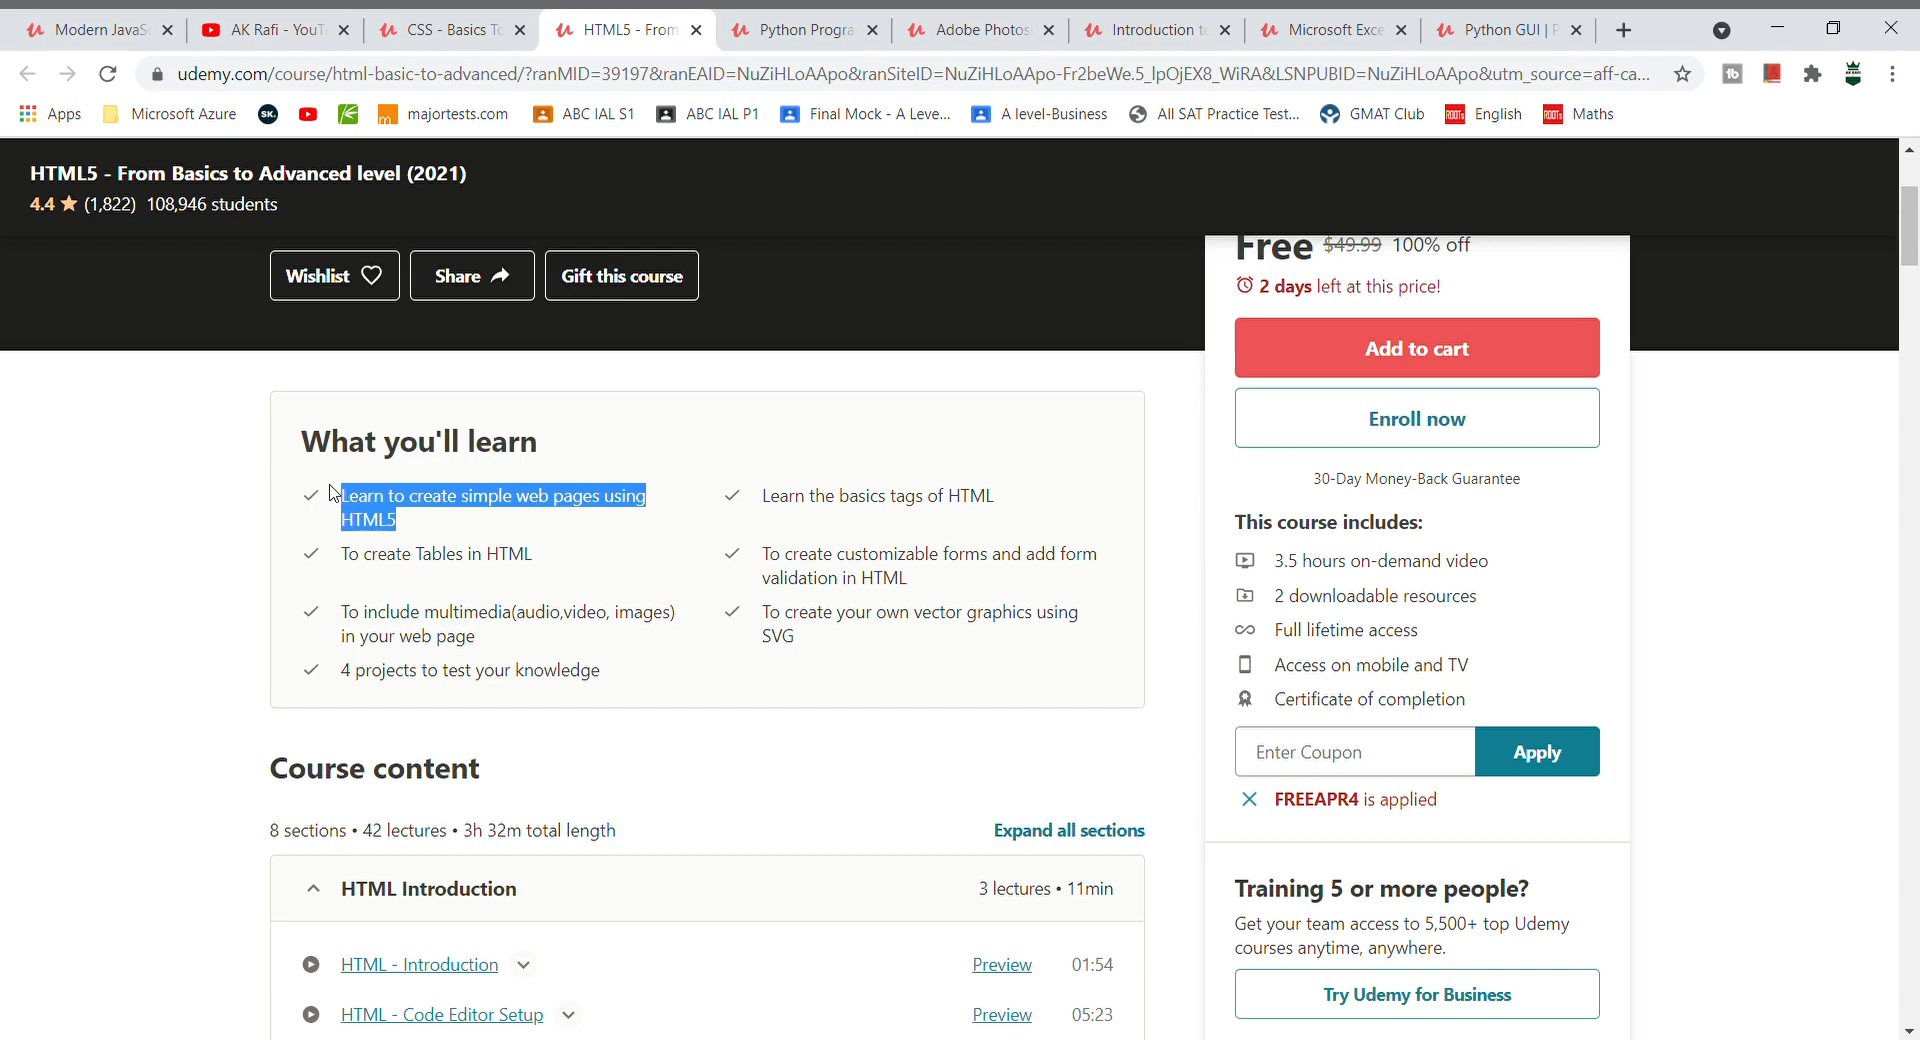 Modern JavaSc
AK Rafi - YouT
CSS - Basics To
HTML5 - From
Python Progra
Adobe Photos
Introduction to
Microsoft Exce
Python GUI | P
udemy.com/course/html-basic-to-advanced/?ranMID=39197&ranEAID=NuZiHLoAApo&ranSiteID=NuZiHLoAApo-Fr2beWe.5_lpOjEX8_WiRA&LSNPUBID=NuZiHLoAApo&utm_source=aff-ca...
Apps
Microsoft Azure
SK.
majortests.com
ABC IAL S1
ABC IAL P1
Final Mock - A Leve...
A level-Business
All SAT Practice Test...
GMAT Club
English
Maths
HTML5 - From Basics to Advanced level (2021)
4.4 ★ (1,822) 108,946 students
Wishlist
Share
Gift this course
Free $49.99 100% off
2 days left at this price!
Add to cart
Enroll now
30-Day Money-Back Guarantee
This course includes:
3.5 hours on-demand video
2 downloadable resources
Full lifetime access
Access on mobile and TV
Certificate of completion
Enter Coupon
Apply
FREEAPR4 is applied
Training 5 or more people?
Get your team access to 5,500+ top Udemy
courses anytime, anywhere.
Try Udemy for Business
What you'll learn
Learn to create simple web pages using
HTML5
Learn the basics tags of HTML
To create Tables in HTML
To create customizable forms and add form
validation in HTML
To include multimedia(audio,video, images)
in your web page
To create your own vector graphics using
SVG
4 projects to test your knowledge
Course content
8 sections • 42 lectures • 3h 32m total length
Expand all sections
HTML Introduction
3 lectures • 11min
HTML - Introduction
Preview
01:54
HTML - Code Editor Setup
Preview
05:23